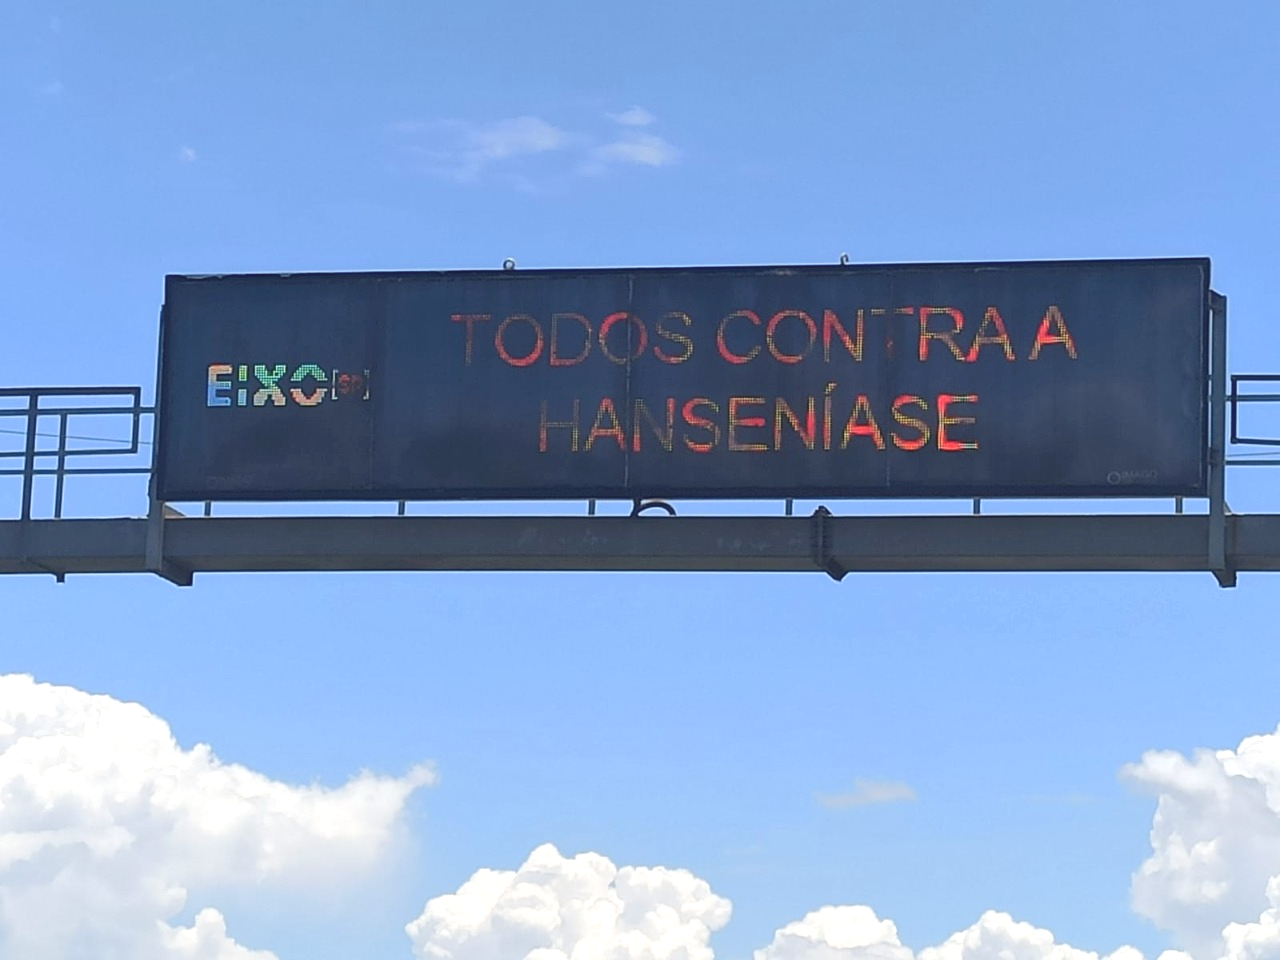 TODOS CONTRA A
EIXO[SP]
HANSENÍASE
IMAGO